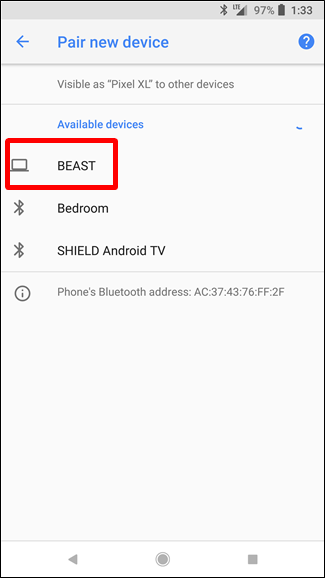 LTE 97% 1:33
Pair new device ?
Visible as “Pixel XL” to other devices
Available devices
BEAST
Bedroom
SHIELD Android TV
Phone's Bluetooth address: AC:37:43:76:FF:2F